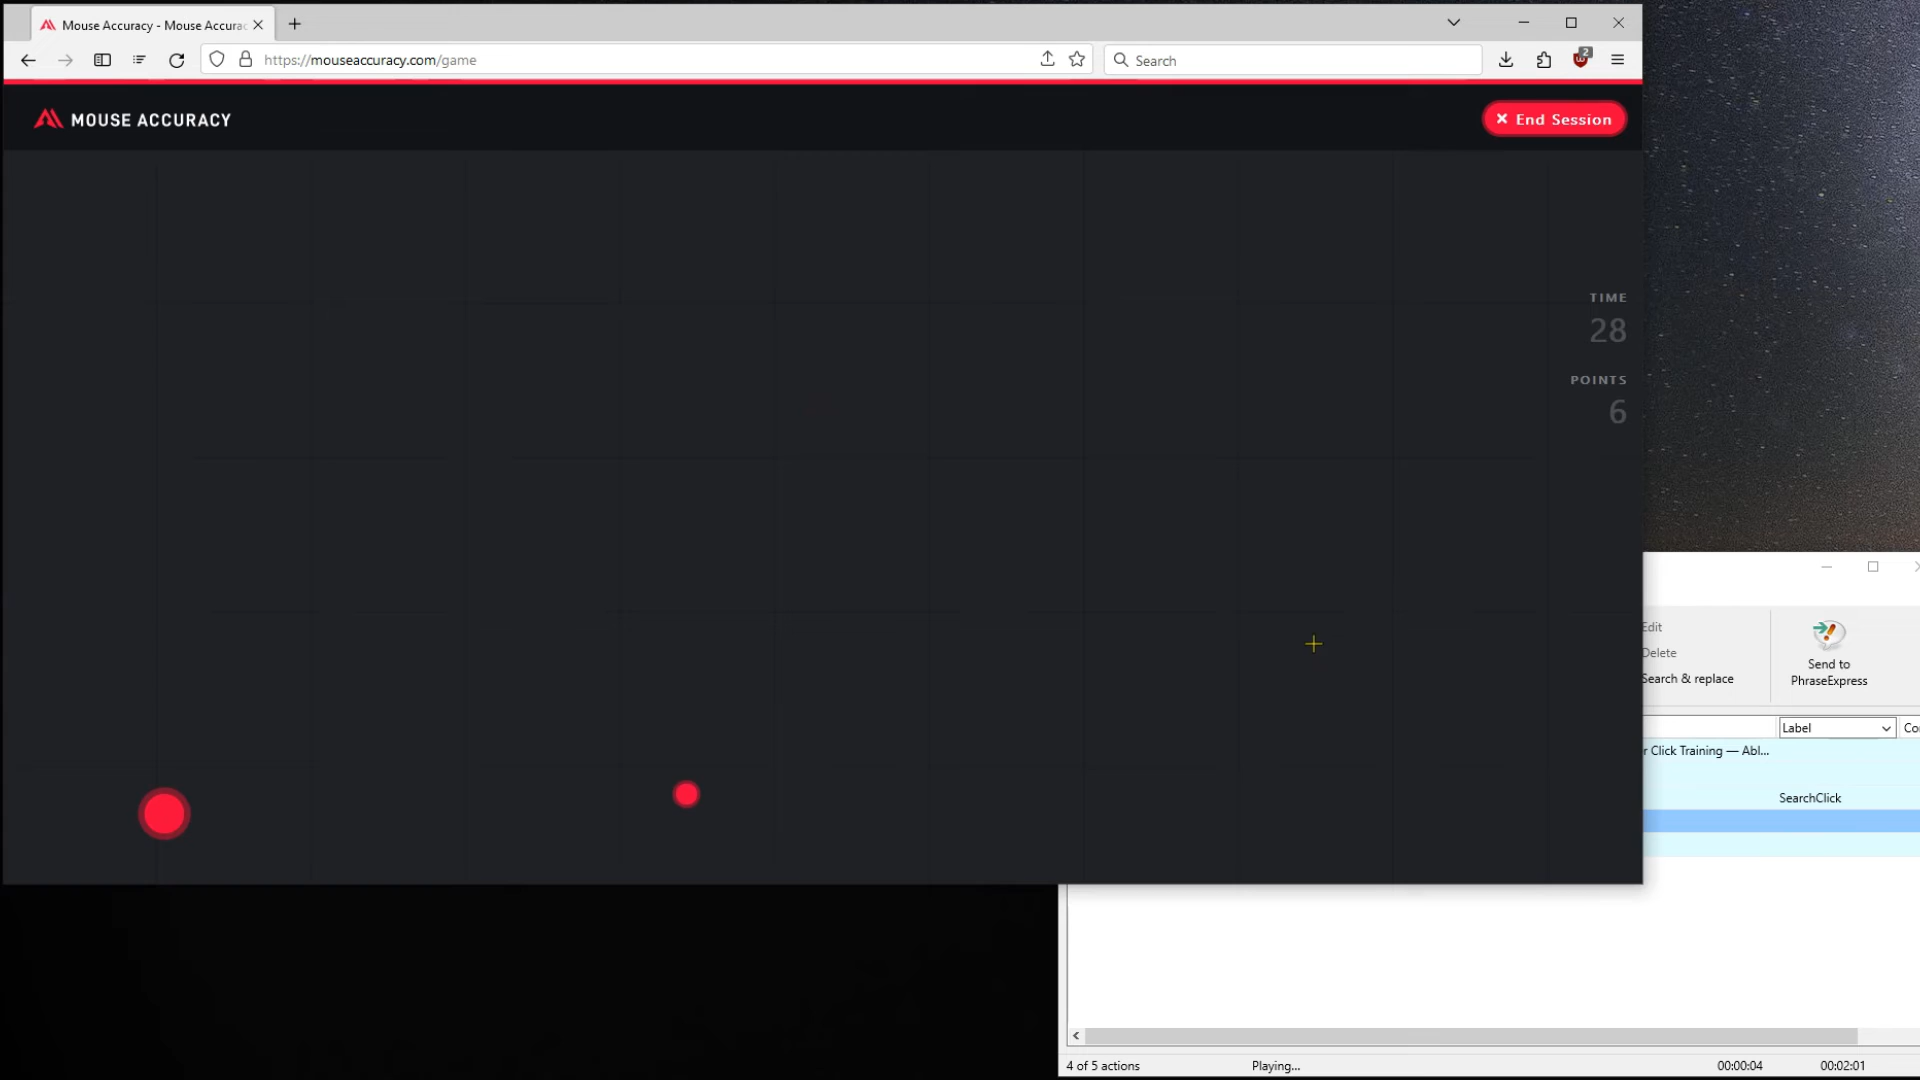 Mouse Accuracy - Mouse Accurac
https://mouseaccuracy.com/game
Search
2
MOUSE ACCURACY
End Session
TIME
28
POINTS
6
Edit
Delete
Search & replace
Send to
PhraseExpress
Label
Co
r Click Training — Abl...
SearchClick
4 of 5 actions
Playing...
00:00:04
00:02:01